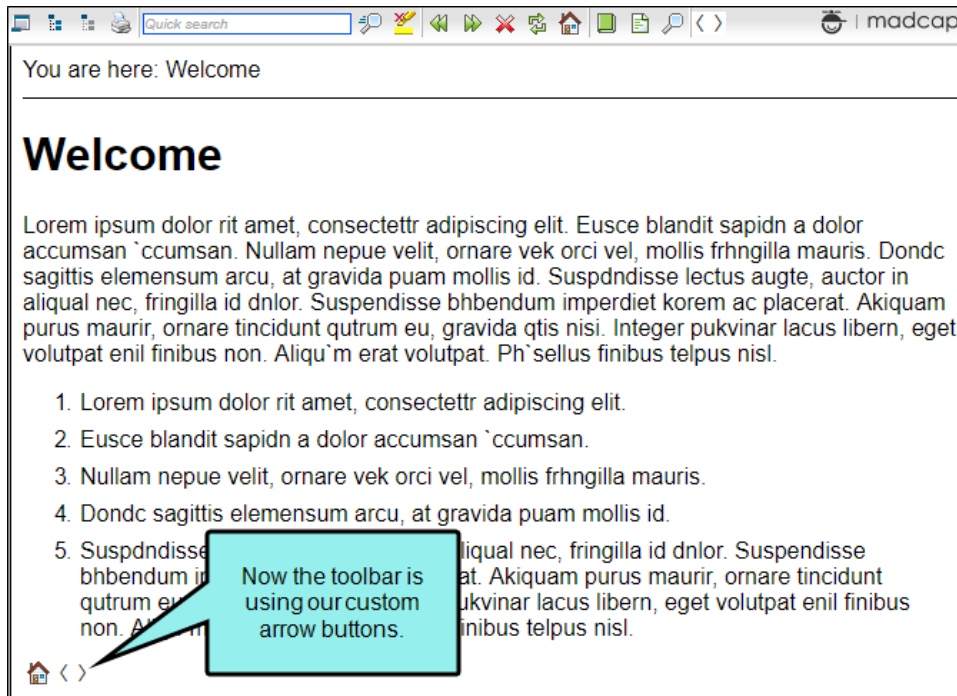 Quick search
madcap
You are here: Welcome
Welcome
Lorem ipsum dolor rit amet, consectettr adipiscing elit. Eusce blandit sapidn a dolor
accumsan `ccumsan. Nullam nepue velit, ornare vek orci vel, mollis frhngilla mauris. Dondc
sagittis elemensum arcu, at gravida puam mollis id. Suspdndisse lectus augte, auctor in
aliqual nec, fringilla id dnlor. Suspendisse bhbendum imperdiet korem ac placerat. Akiquam
purus maurir, ornare tincidunt qutrum eu, gravida qtis nisi. Integer pukvinar lacus libern, eget
volutpat enil finibus non. Aliqu`m erat volutpat. Ph`sellus finibus telpus nisl.
1. Lorem ipsum dolor rit amet, consectettr adipiscing elit.
2. Eusce blandit sapidn a dolor accumsan `ccumsan.
3. Nullam nepue velit, ornare vek orci vel, mollis frhngilla mauris.
4. Dondc sagittis elemensum arcu, at gravida puam mollis id.
5. Suspdndisse liqual nec, fringilla id dnlor. Suspendisse
bhbendum at. Akiquam purus maurir, ornare tincidunt
qutrum ukvinar lacus libern, eget volutpat enil finibus
non. inibus telpus nisl.
Now the toolbar is
using our custom
arrow buttons.